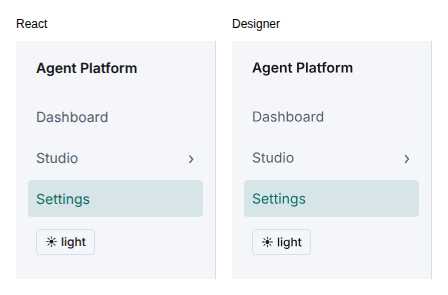 React
Agent Platform
Dashboard
Studio ›
Settings
☀ light
Designer
Agent Platform
Dashboard
Studio ›
Settings
☀ light